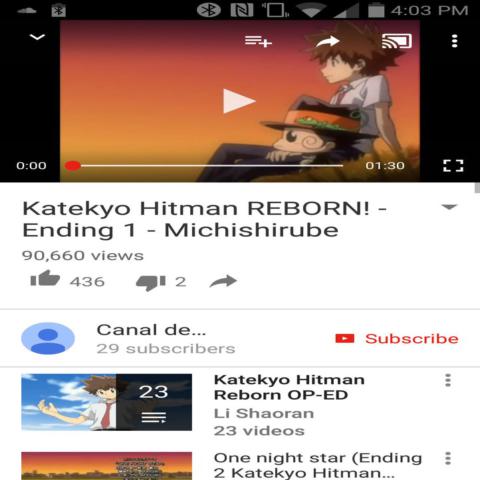 4:03 PM
0:00
01:30
Katekyo Hitman REBORN! -
Ending 1 - Michishirube
90,660 views
436
2
Canal de...
29 subscribers
Subscribe
23
Katekyo Hitman
Reborn OP-ED
Li Shaoran
23 videos
One night star (Ending
2 Katekyo Hitman...